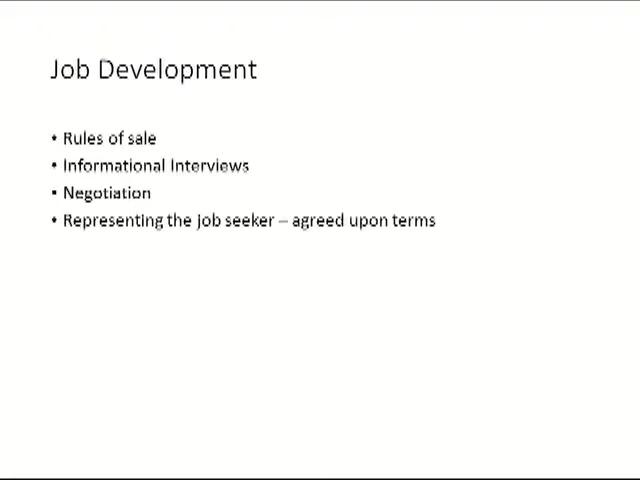 Job Development
• Rules of sale
• Informational Interviews
• Negotiation
• Representing the job seeker – agreed upon terms